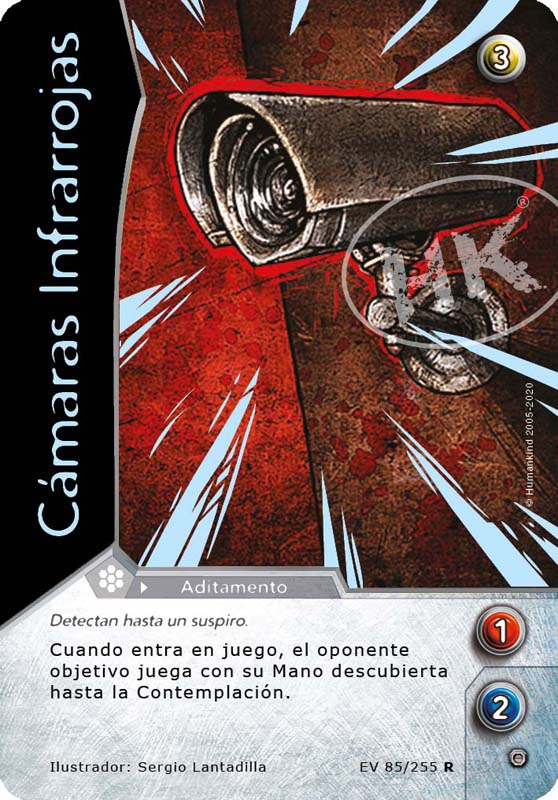 Cámaras Infrarrojas
3
HK®
© Humankind 2005-2020
Aditamento
Detectan hasta un suspiro.
Cuando entra en juego, el oponente
objetivo juega con su Mano descubierta
hasta la Contemplación.
1
2
Ilustrador: Sergio Lantadilla
EV 85/255 R